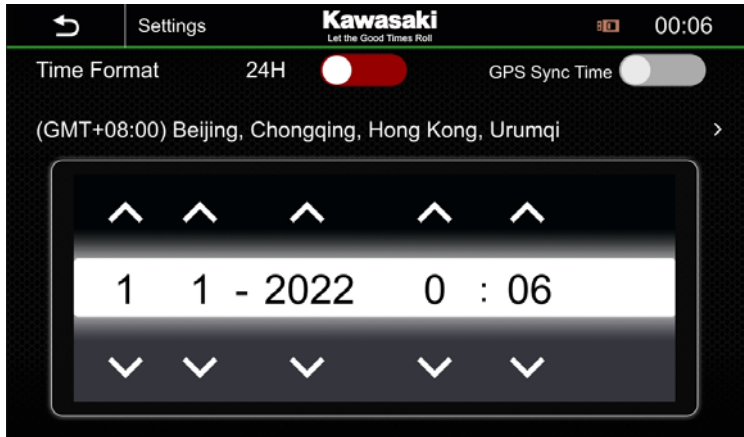 Settings
Kawasaki
Let the Good Times Roll
00:06
Time Format 24H GPS Sync Time
(GMT+08:00) Beijing, Chongqing, Hong Kong, Urumqi
1 1 - 2022 0 : 06